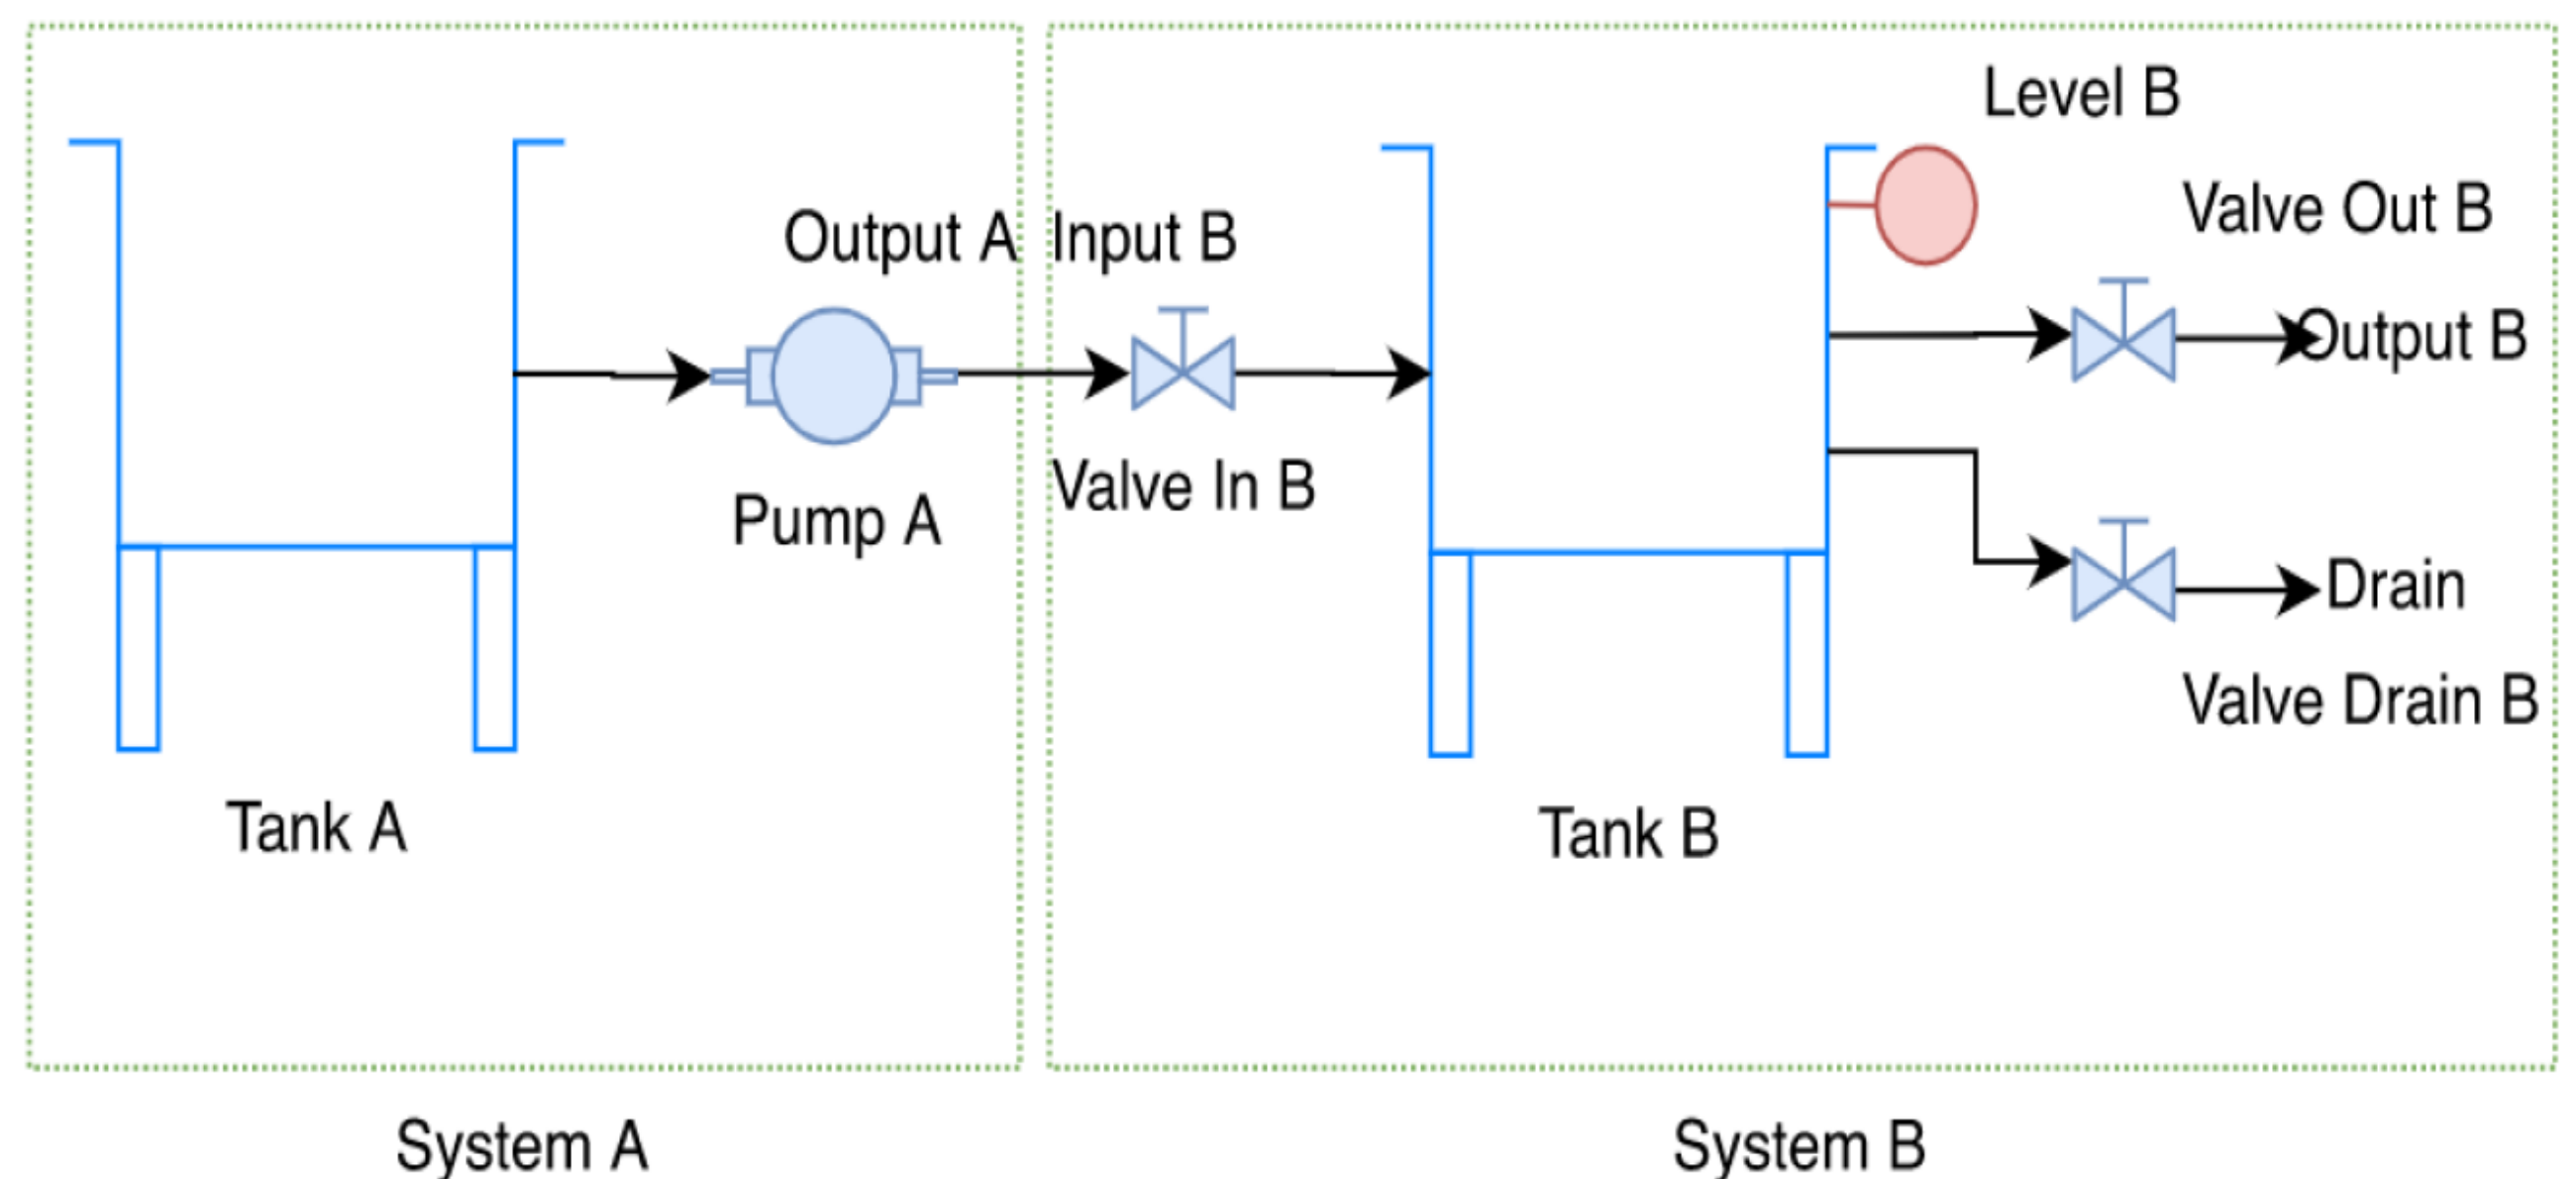 Level B
Valve Out B
Output A
Input B
Output B
Valve In B
Pump A
Drain
Valve Drain B
Tank A
Tank B
System A
System B